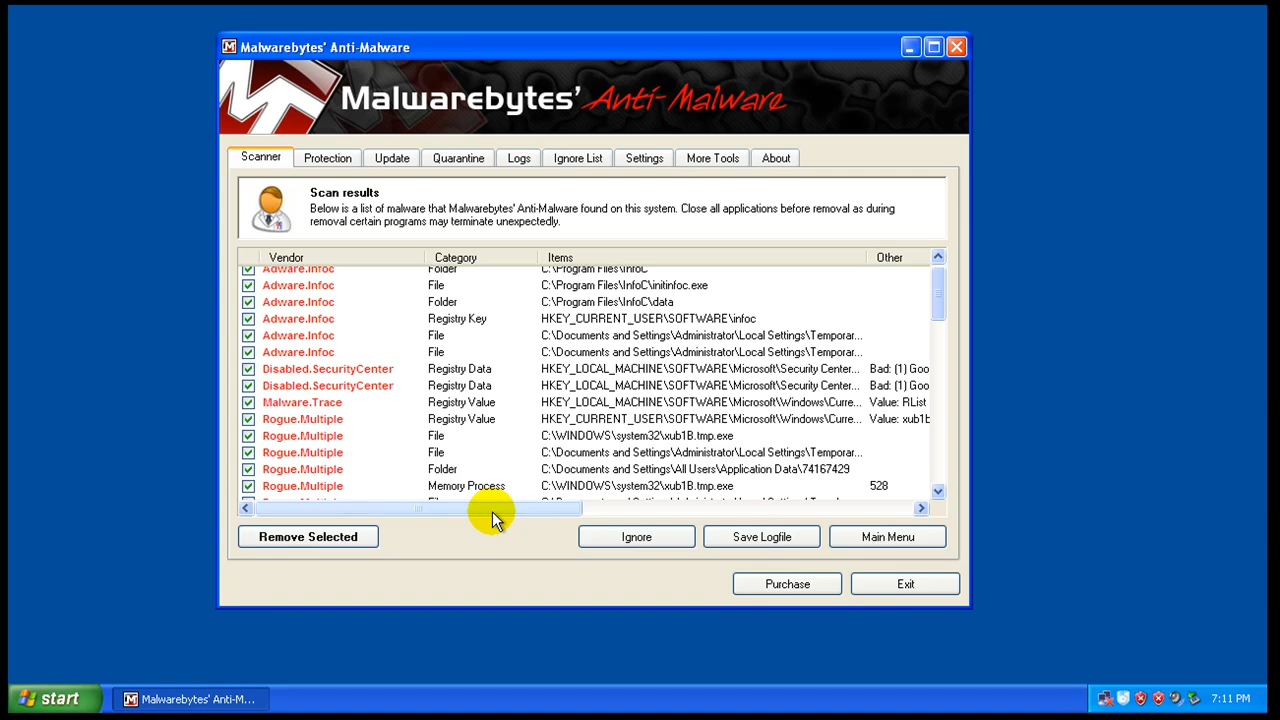 Malwarebytes' Anti-Malware
Malwarebytes' Anti-Malware
Scanner Protection Update Quarantine Logs Ignore List Settings More Tools About
Scan results
Below is a list of malware that Malwarebytes' Anti-Malware found on this system. Close all applications before removal as during
removal certain programs may terminate unexpectedly.
Vendor Category Items Other
Adware.Infoc Folder C:\Program Files\InfoC
Adware.Infoc File C:\Program Files\InfoC\initinfoc.exe
Adware.Infoc Folder C:\Program Files\InfoC\data
Adware.Infoc Registry Key HKEY_CURRENT_USER\SOFTWARE\infoc
Adware.Infoc File C:\Documents and Settings\Administrator\Local Settings\Temporar...
Adware.Infoc File C:\Documents and Settings\Administrator\Local Settings\Temporar...
Disabled.SecurityCenter Registry Data HKEY_LOCAL_MACHINE\SOFTWARE\Microsoft\Security Center... Bad: (1) Goo
Disabled.SecurityCenter Registry Data HKEY_LOCAL_MACHINE\SOFTWARE\Microsoft\Security Center... Bad: (1) Goo
Malware.Trace Registry Value HKEY_LOCAL_MACHINE\SOFTWARE\Microsoft\Windows\Curre... Value: RList
Rogue.Multiple Registry Value HKEY_CURRENT_USER\SOFTWARE\Microsoft\Windows\Curre... Value: xub1b
Rogue.Multiple File C:\WINDOWS\system32\xub1B.tmp.exe
Rogue.Multiple File C:\Documents and Settings\Administrator\Local Settings\Temporar...
Rogue.Multiple Folder C:\Documents and Settings\All Users\Application Data\74167429
Rogue.Multiple Memory Process C:\WINDOWS\system32\xub1B.tmp.exe 528
Remove Selected Ignore Save Logfile Main Menu
Purchase Exit
start Malwarebytes' Anti-M... 7:11 PM